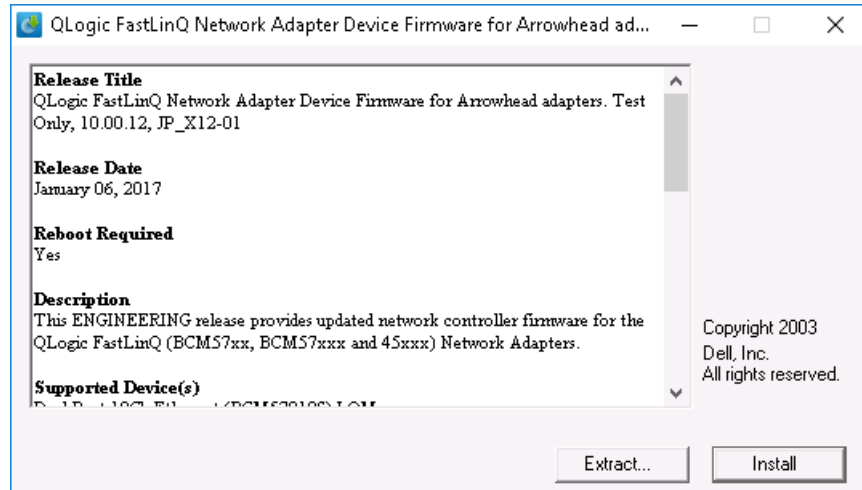 QLogic FastLinQ Network Adapter Device Firmware for Arrowhead ad...
Release Title
QLogic FastLinQ Network Adapter Device Firmware for Arrowhead adapters. Test
Only, 10.00.12, JP_X12-01
Release Date
January 06, 2017
Reboot Required
Yes
Description
This ENGINEERING release provides updated network controller firmware for the
QLogic FastLinQ (BCM57xx, BCM57xxx and 45xxx) Network Adapters.
Supported Device(s)
Copyright 2003
Dell, Inc.
All rights reserved.
Extract...
Install